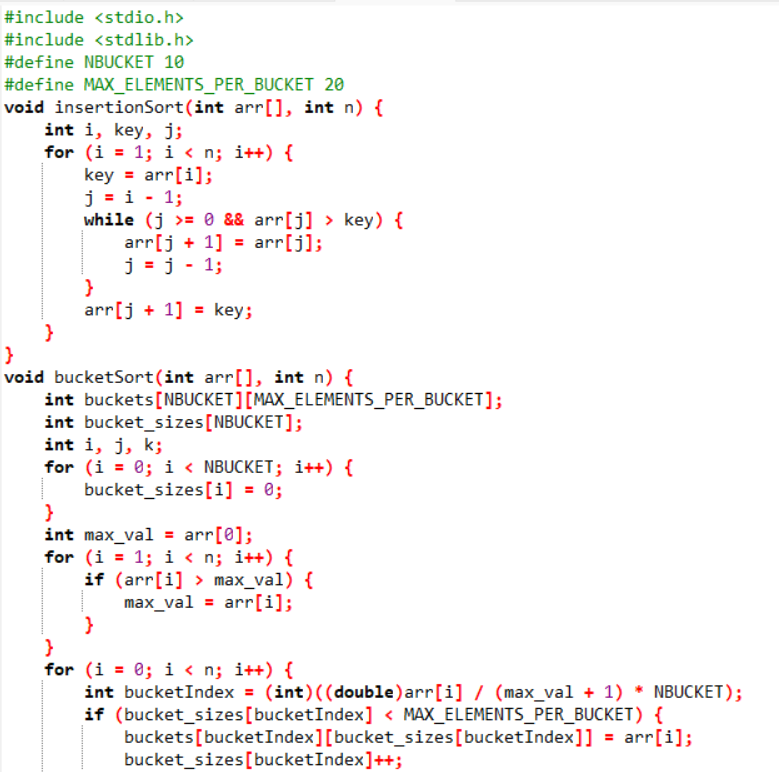 #include <stdio.h>
#include <stdlib.h>
#define NBUCKET 10
#define MAX_ELEMENTS_PER_BUCKET 20
void insertionSort(int arr[], int n) {
    int i, key, j;
    for (i = 1; i < n; i++) {
        key = arr[i];
        j = i - 1;
        while (j >= 0 && arr[j] > key) {
            arr[j + 1] = arr[j];
            j = j - 1;
        }
        arr[j + 1] = key;
    }
}
void bucketSort(int arr[], int n) {
    int buckets[NBUCKET][MAX_ELEMENTS_PER_BUCKET];
    int bucket_sizes[NBUCKET];
    int i, j, k;
    for (i = 0; i < NBUCKET; i++) {
        bucket_sizes[i] = 0;
    }
    int max_val = arr[0];
    for (i = 1; i < n; i++) {
        if (arr[i] > max_val) {
            max_val = arr[i];
        }
    }
    for (i = 0; i < n; i++) {
        int bucketIndex = (int)((double)arr[i] / (max_val + 1) * NBUCKET);
        if (bucket_sizes[bucketIndex] < MAX_ELEMENTS_PER_BUCKET) {
            buckets[bucketIndex][bucket_sizes[bucketIndex]] = arr[i];
            bucket_sizes[bucketIndex]++;